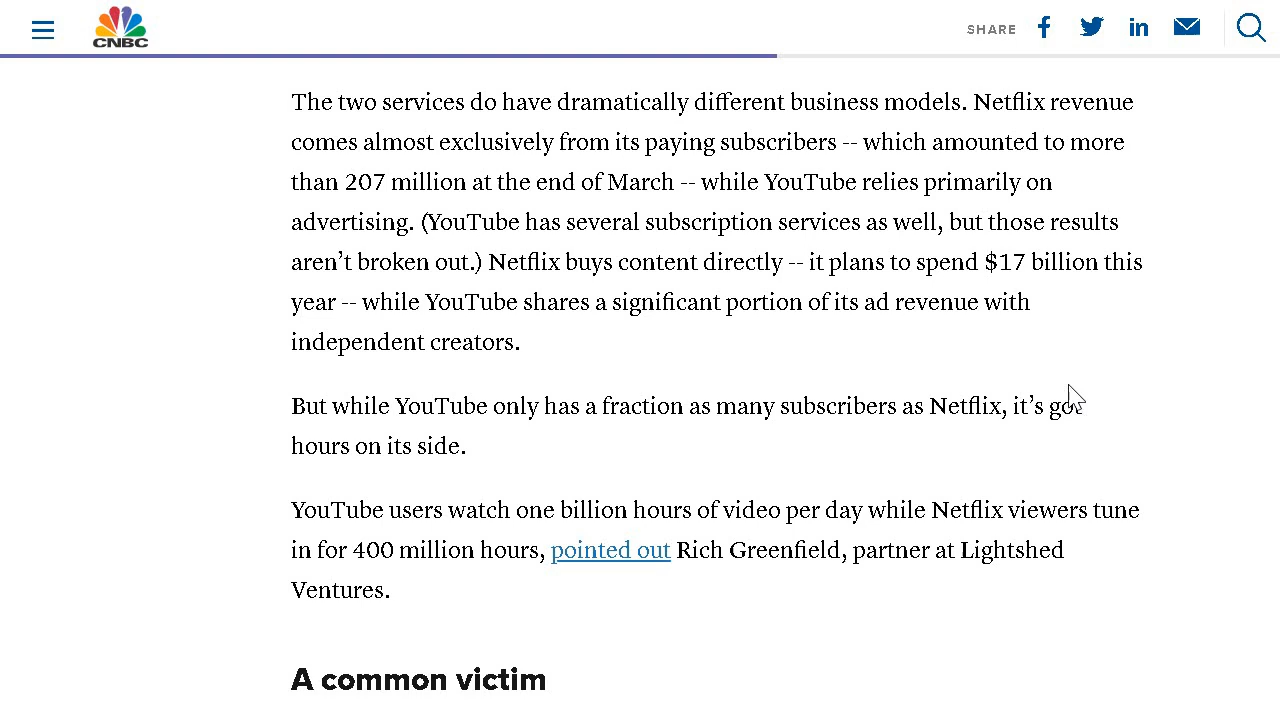 CNBC
SHARE
The two services do have dramatically different business models. Netflix revenue
comes almost exclusively from its paying subscribers -- which amounted to more
than 207 million at the end of March -- while YouTube relies primarily on
advertising. (YouTube has several subscription services as well, but those results
aren’t broken out.) Netflix buys content directly -- it plans to spend $17 billion this
year -- while YouTube shares a significant portion of its ad revenue with
independent creators.
But while YouTube only has a fraction as many subscribers as Netflix, it’s got
hours on its side.
YouTube users watch one billion hours of video per day while Netflix viewers tune
in for 400 million hours, pointed out Rich Greenfield, partner at Lightshed
Ventures.
A common victim